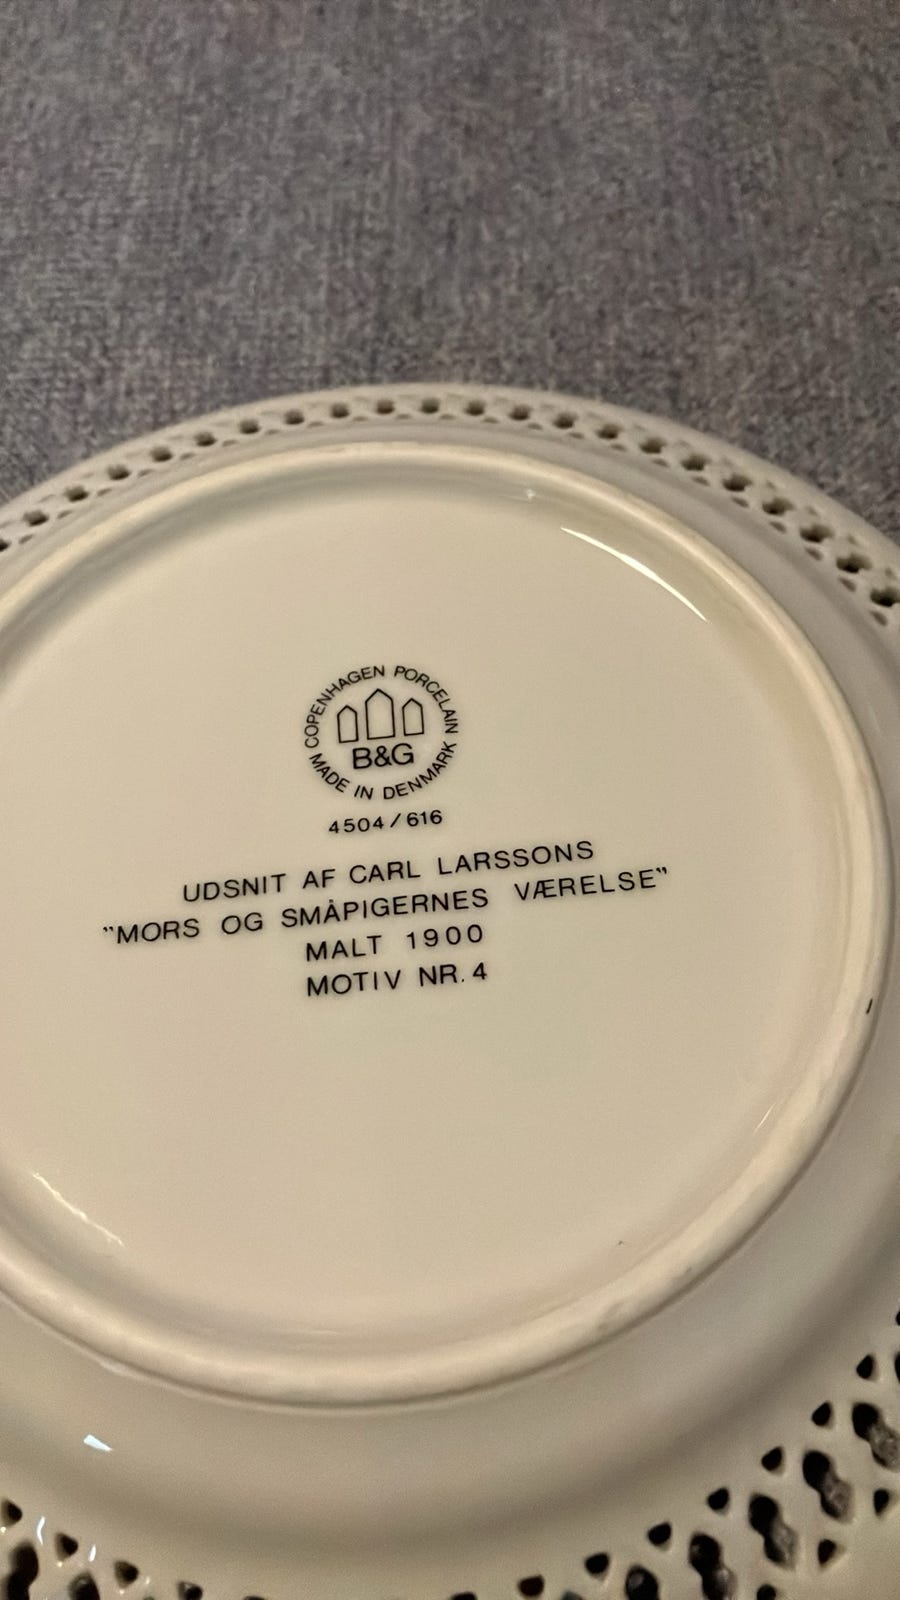 COPENHAGEN PORCELAIN
B&G
MADE IN DENMARK
4504/616
UDSNIT AF CARL LARSSONS
"MORS OG SMÅPIGERNES VÆRELSE"
MALT 1900
MOTIV NR. 4